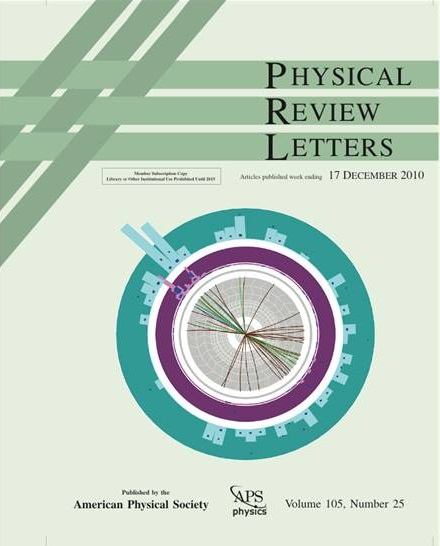 PHYSICAL
REVIEW
LETTERS
Member Subscription Copy
Library or Other Institutional Use Prohibited Until 2015
Articles published week ending 17 DECEMBER 2010
Published by the
American Physical Society
APS
physics
Volume 105, Number 25